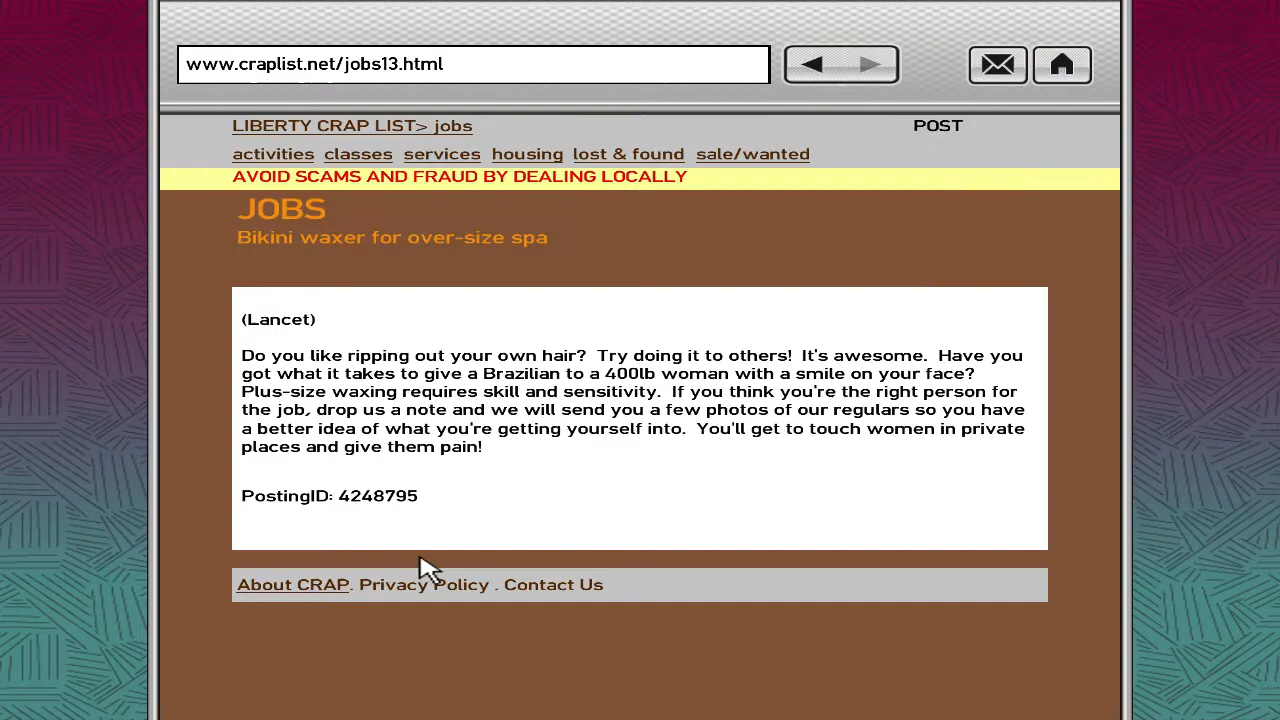 www.craplist.net/jobs13.html
LIBERTY CRAP LIST> jobs
POST
activities classes services housing lost & found sale/wanted
AVOID SCAMS AND FRAUD BY DEALING LOCALLY
JOBS
Bikini waxer for over-size spa
(Lancet)
Do you like ripping out your own hair? Try doing it to others! It's awesome. Have you
got what it takes to give a Brazilian to a 400lb woman with a smile on your face?
Plus-size waxing requires skill and sensitivity. If you think you're the right person for
the job, drop us a note and we will send you a few photos of our regulars so you have
a better idea of what you're getting yourself into. You'll get to touch women in private
places and give them pain!
PostingID: 4248795
About CRAP. Privacy Policy . Contact Us